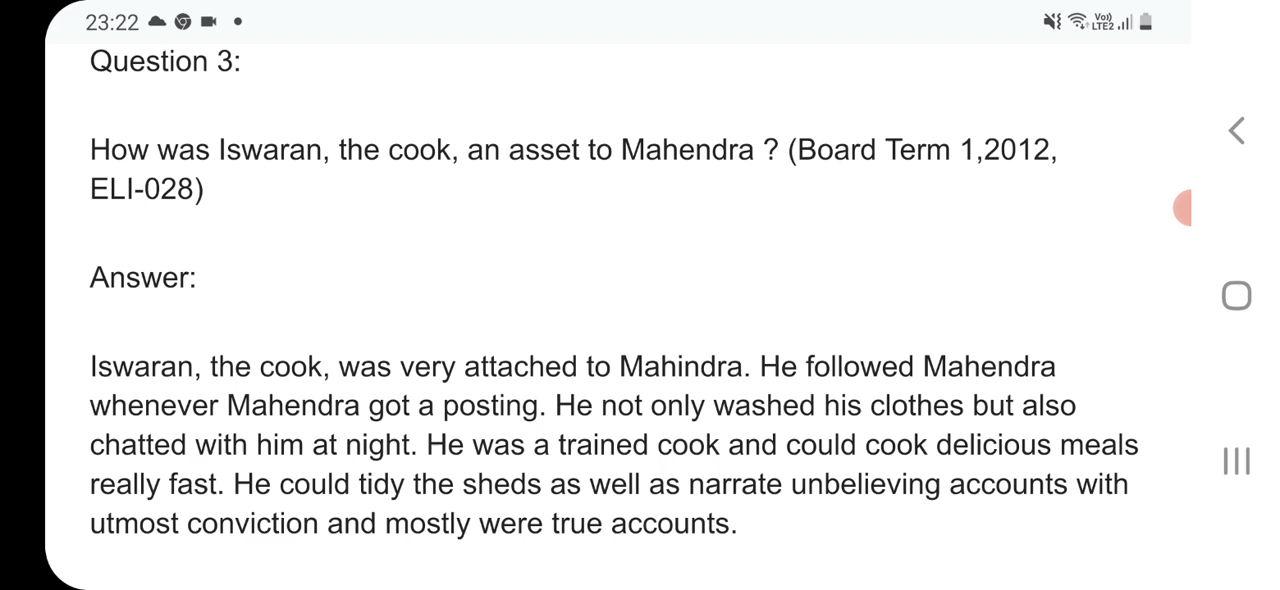 23:22
Vo))
LTE2
Question 3:
How was Iswaran, the cook, an asset to Mahendra ? (Board Term 1,2012,
ELI-028)
Answer:
Iswaran, the cook, was very attached to Mahindra. He followed Mahendra
whenever Mahendra got a posting. He not only washed his clothes but also
chatted with him at night. He was a trained cook and could cook delicious meals
really fast. He could tidy the sheds as well as narrate unbelieving accounts with
utmost conviction and mostly were true accounts.